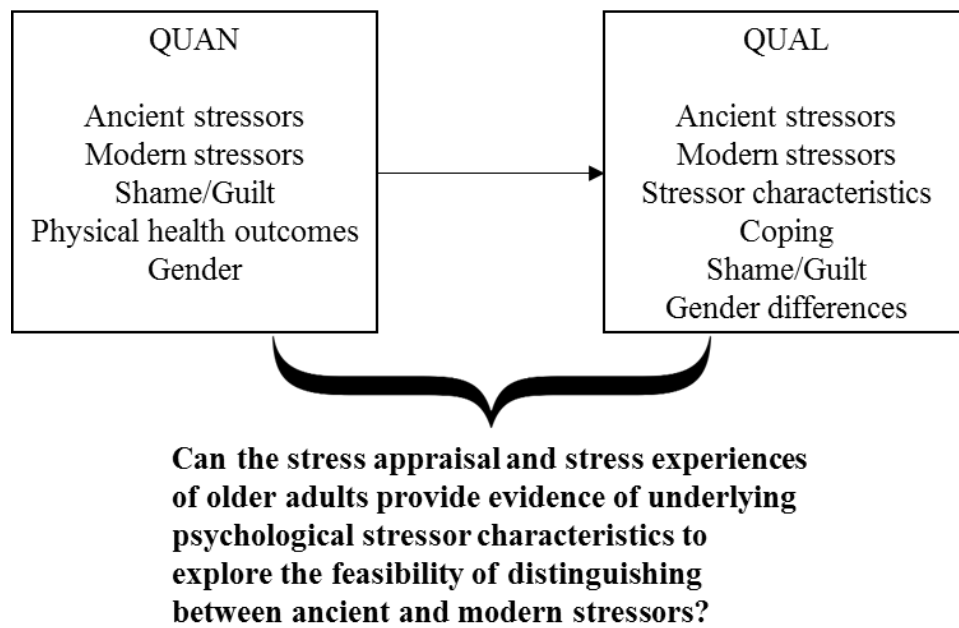 QUAN
Ancient stressors
Modern stressors
Shame/Guilt
Physical health outcomes
Gender
QUAL
Ancient stressors
Modern stressors
Stressor characteristics
Coping
Shame/Guilt
Gender differences
Can the stress appraisal and stress experiences
of older adults provide evidence of underlying
psychological stressor characteristics to
explore the feasibility of distinguishing
between ancient and modern stressors?